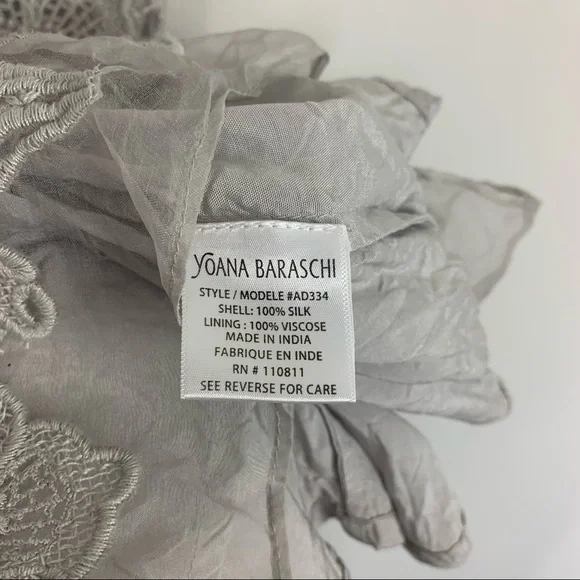 YOANA BARASCHI
STYLE / MODELE #AD334
SHELL: 100% SILK
LINING : 100% VISCOSE
MADE IN INDIA
FABRIQUE EN INDE
RN # 110811
SEE REVERSE FOR CARE